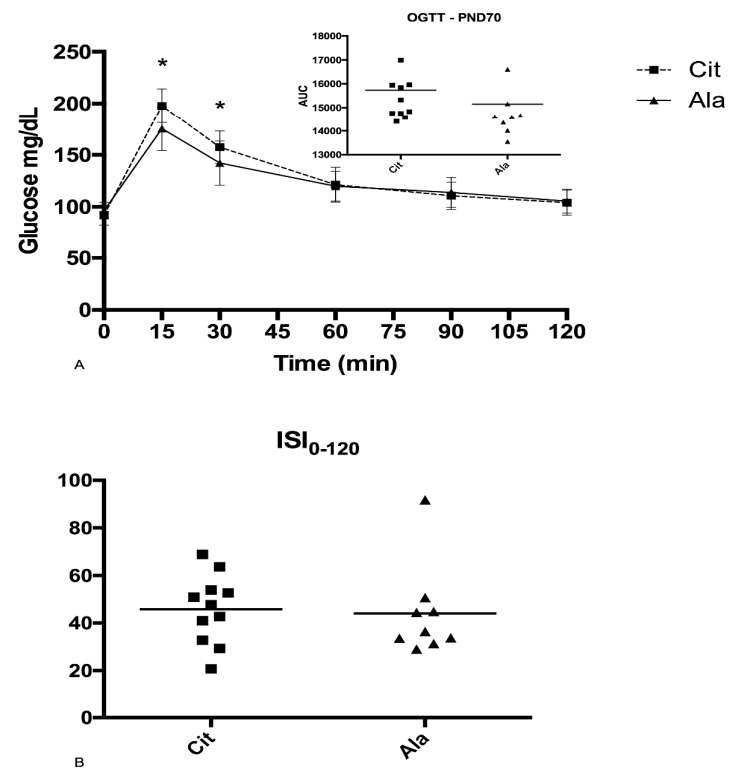 OGTT - PND70
18000
17000
16000
15000
14000
13000
AUC
Cit
Ala
Cit
Ala
250
200
150
100
50
0
Glucose mg/dL
*
*
0 15 30 45 60 75 90 105 120
Time (min)
A
ISI0-120
100
80
60
40
20
0
Cit
Ala
B